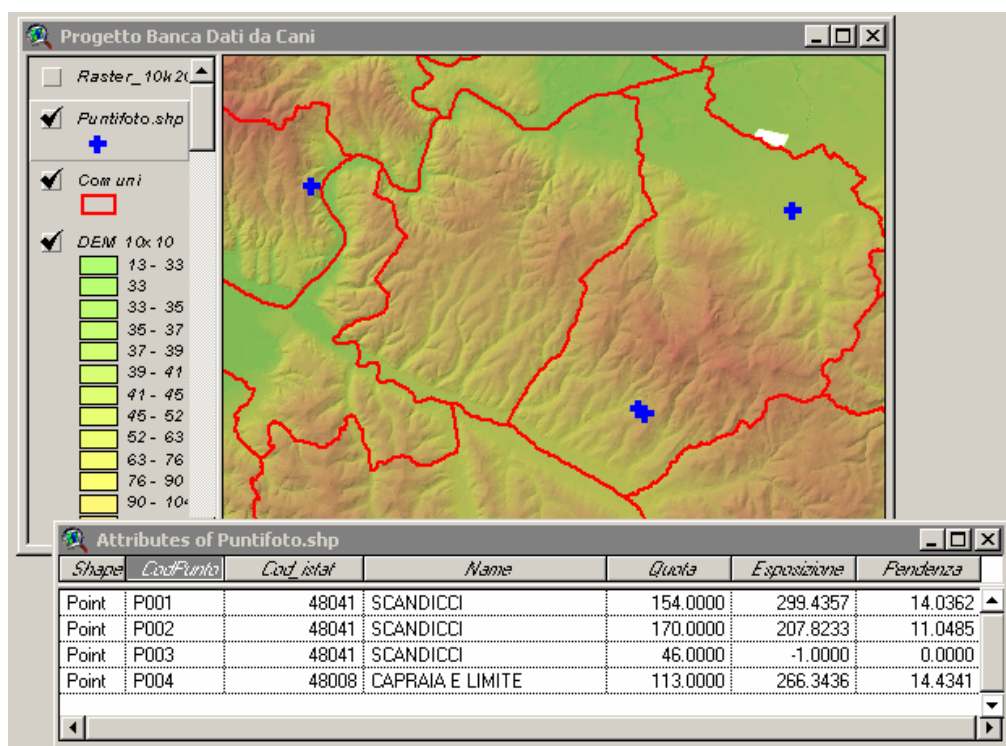 Progetto Banca Dati da Cani
Raster_10k20
Puntifoto.shp
Comuni
DEM 10x10
13 - 33
33
33 - 35
35 - 37
37 - 39
39 - 41
41 - 45
45 - 52
52 - 63
63 - 76
76 - 90
90 - 10
Attributes of Puntifoto.shp
Shape CodPunto Cod_istat Name Quota Esposizione Pendenza
Point P001 48041 SCANDICCI 154.0000 299.4357 14.0362
Point P002 48041 SCANDICCI 170.0000 207.8233 11.0485
Point P003 48041 SCANDICCI 46.0000 -1.0000 0.0000
Point P004 48008 CAPRAIA E LIMITE 113.0000 266.3436 14.4341